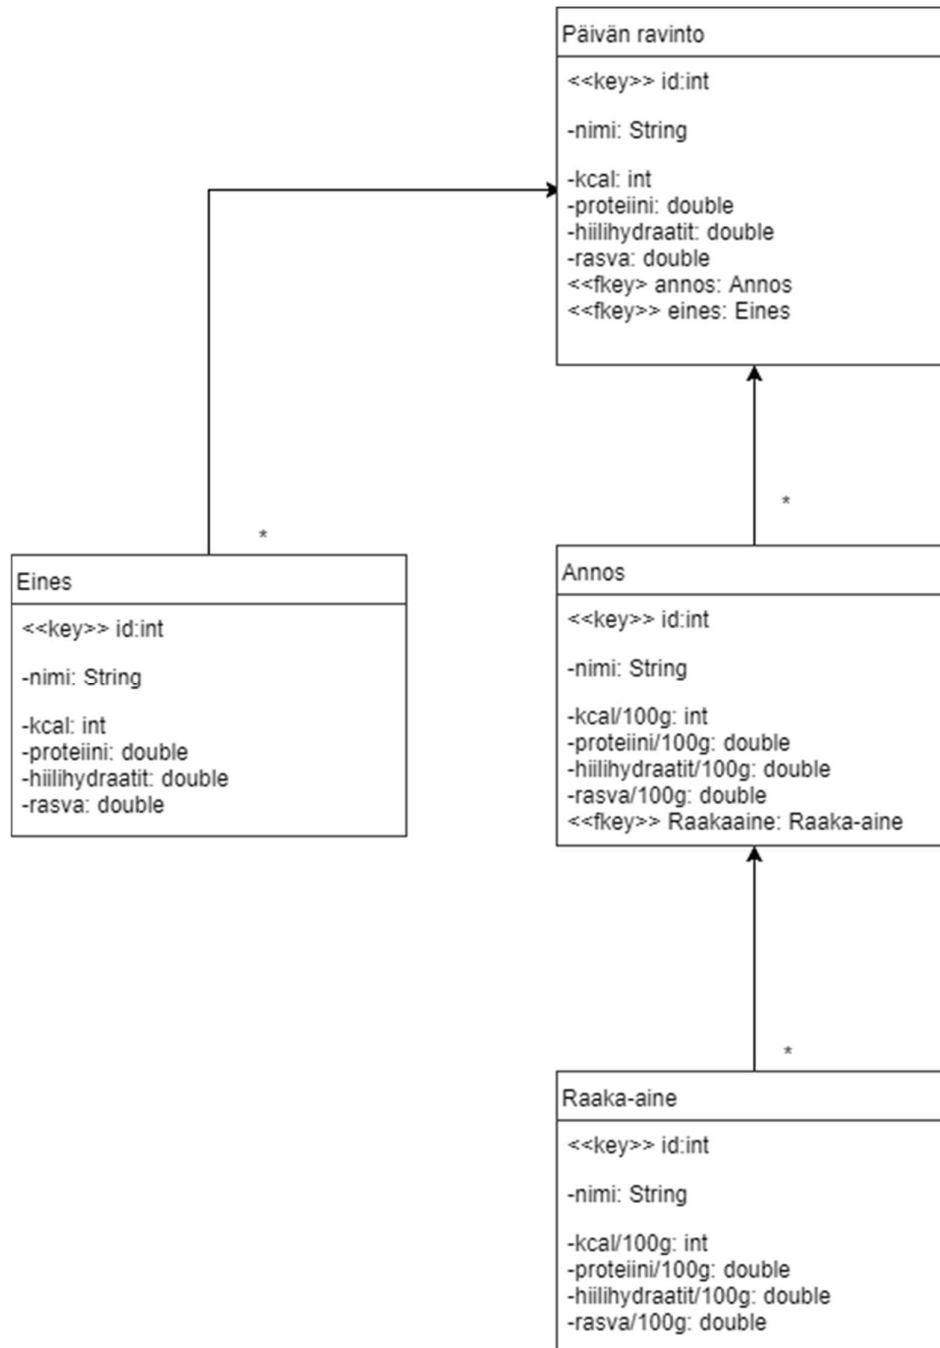 Päivän ravinto
<<key>> id:int
-nimi: String
-kcal: int
-proteiini: double
-hiilihydraatit: double
-rasva: double
<<fkey> annos: Annos
<<fkey>> eines: Eines
*
*
Eines
<<key>> id:int
-nimi: String
-kcal: int
-proteiini: double
-hiilihydraatit: double
-rasva: double
Annos
<<key>> id:int
-nimi: String
-kcal/100g: int
-proteiini/100g: double
-hiilihydraatit/100g: double
-rasva/100g: double
<<fkey>> Raakaaine: Raaka-aine
*
Raaka-aine
<<key>> id:int
-nimi: String
-kcal/100g: int
-proteiini/100g: double
-hiilihydraatit/100g: double
-rasva/100g: double